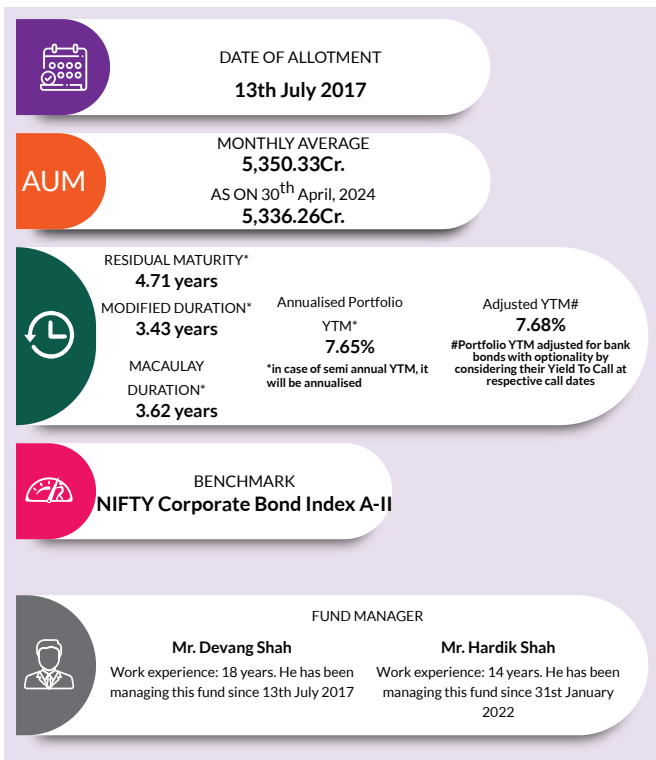 DATE OF ALLOTMENT
13th July 2017
AUM
MONTHLY AVERAGE
5,350.33Cr.
AS ON 30th April, 2024
5,336.26Cr.
RESIDUAL MATURITY*
4.71 years
MODIFIED DURATION*
3.43 years
MACAULAY
DURATION*
3.62 years
Annualised Portfolio
YTM*
7.65%
*in case of semi annual YTM, it
will be annualised
Adjusted YTM#
7.68%
#Portfolio YTM adjusted for bank
bonds with optionality by
considering their Yield To Call at
respective call dates
BENCHMARK
NIFTY Corporate Bond Index A-II
FUND MANAGER
Mr. Devang Shah
Work experience: 18 years. He has been
managing this fund since 13th July 2017
Mr. Hardik Shah
Work experience: 14 years. He has been
managing this fund since 31st January
2022